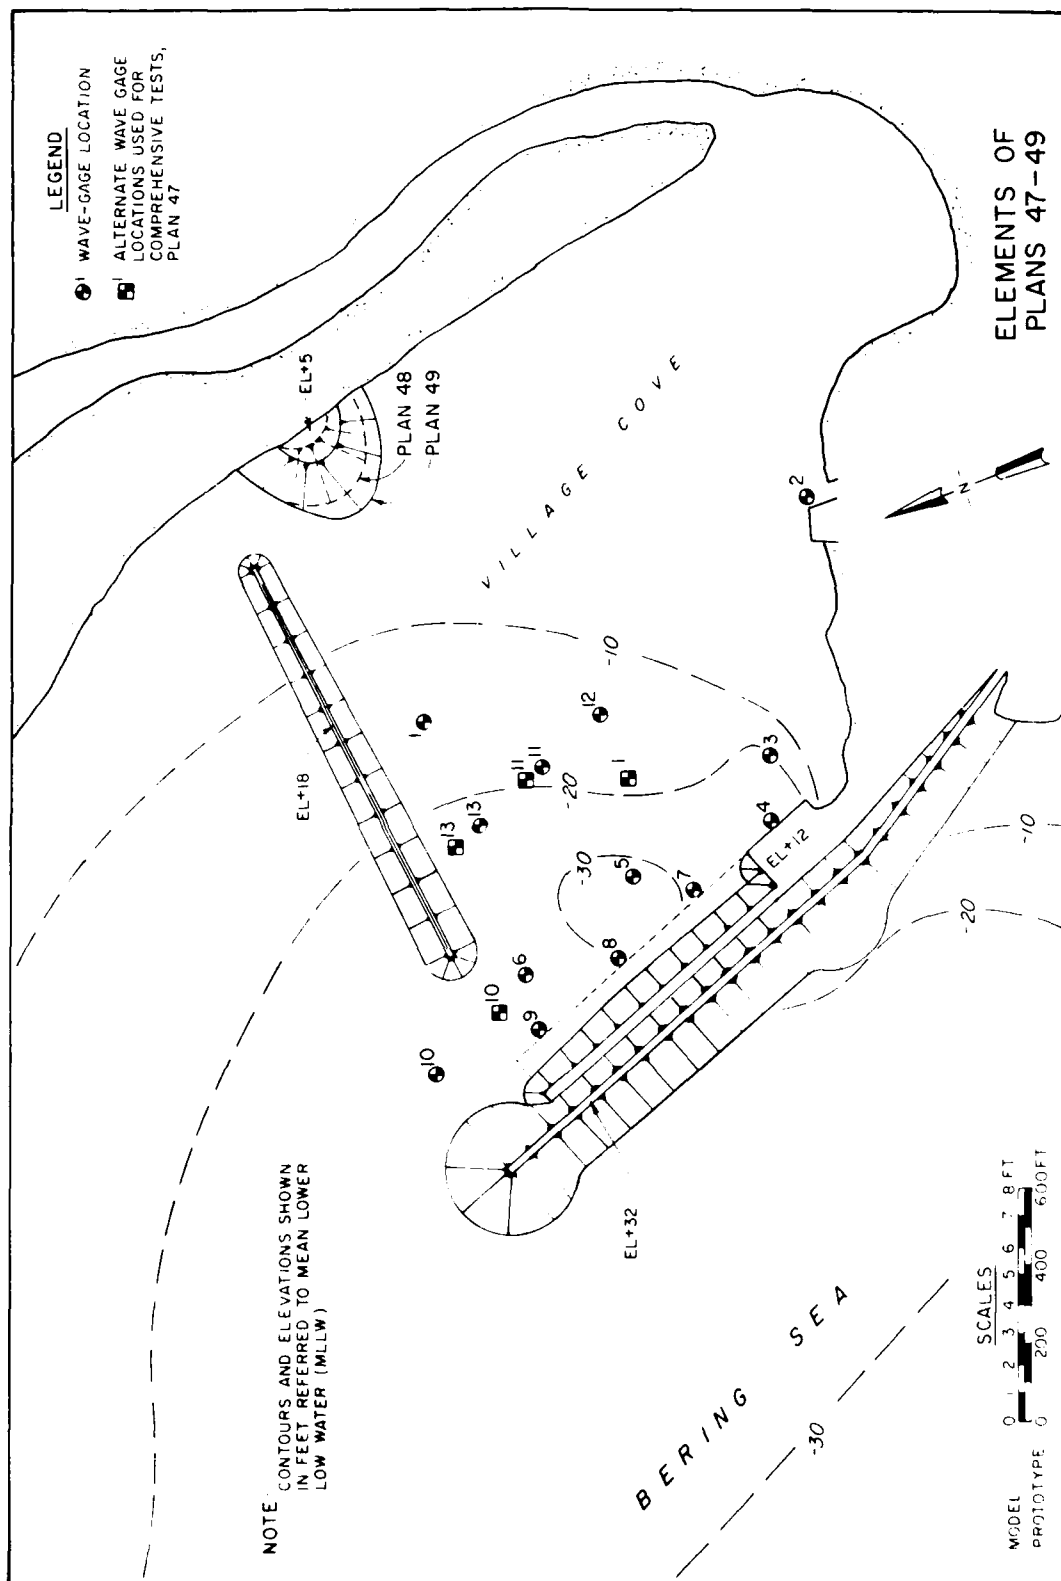 LEGEND
1 WAVE-GAGE LOCATION
1 ALTERNATE WAVE GAGE
LOCATIONS USED FOR
COMPREHENSIVE TESTS,
PLAN 47
EL+5
PLAN 48
PLAN 49
VILLAGE COVE
2
N
EL+18
-10
1
12
11
11
1
-20
3
13
13
4
EL+12
-30
5
7
8
6
10
9
10
-10
-20
EL+32
NOTE CONTOURS AND ELEVATIONS SHOWN
IN FEET REFERRED TO MEAN LOWER
LOW WATER (MLLW)
BERING SEA
-30
SCALES
MODEL 0 1 2 3 4 5 6 7 8 FT
PROTOTYPE 0 200 400 600 FT
ELEMENTS OF
PLANS 47-49